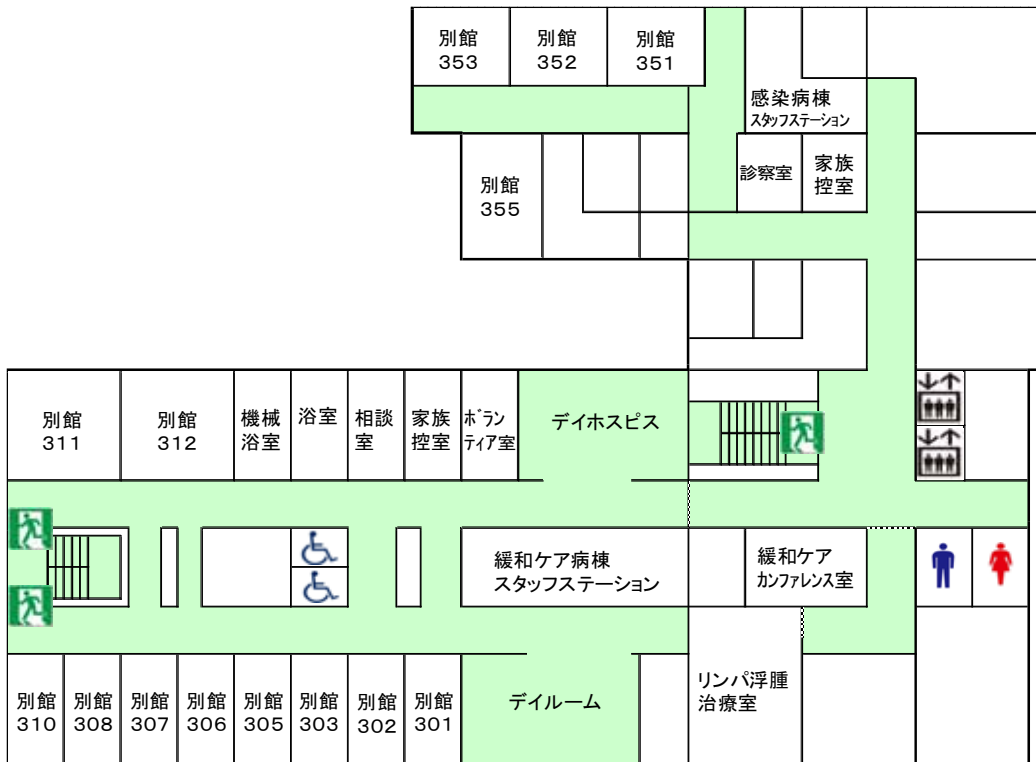 別館
353
別館
352
別館
351
感染病棟
スタッフステーション
別館
355
診察室
家族
控室
別館
311
別館
312
機械
浴室
浴室
相談
室
家族
控室
ボラン
ティア室
デイホスピス
緩和ケア病棟
スタッフステーション
緩和ケア
カンファレンス室
別館
310
別館
308
別館
307
別館
306
別館
305
別館
303
別館
302
別館
301
デイルーム
リンパ浮腫
治療室